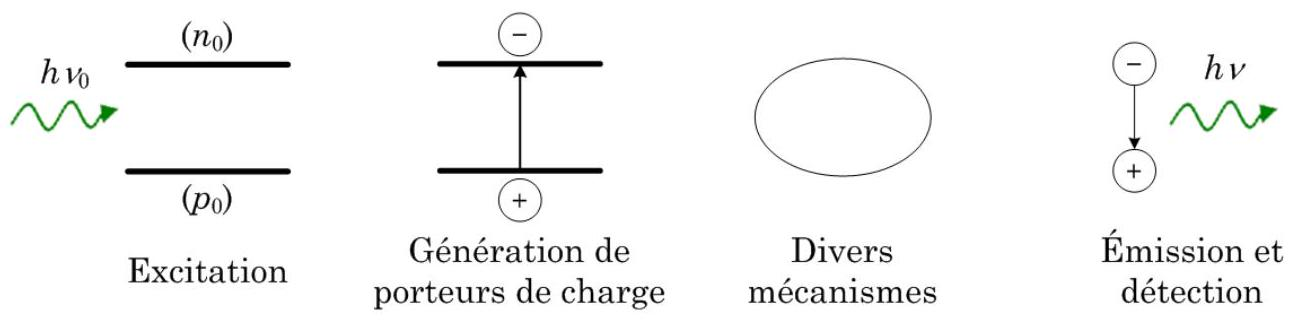 hν₀
(n₀)
(p₀)
Excitation
−
+
Génération de
porteurs de charge
Divers
mécanismes
−
+
hν
Émission et
détection